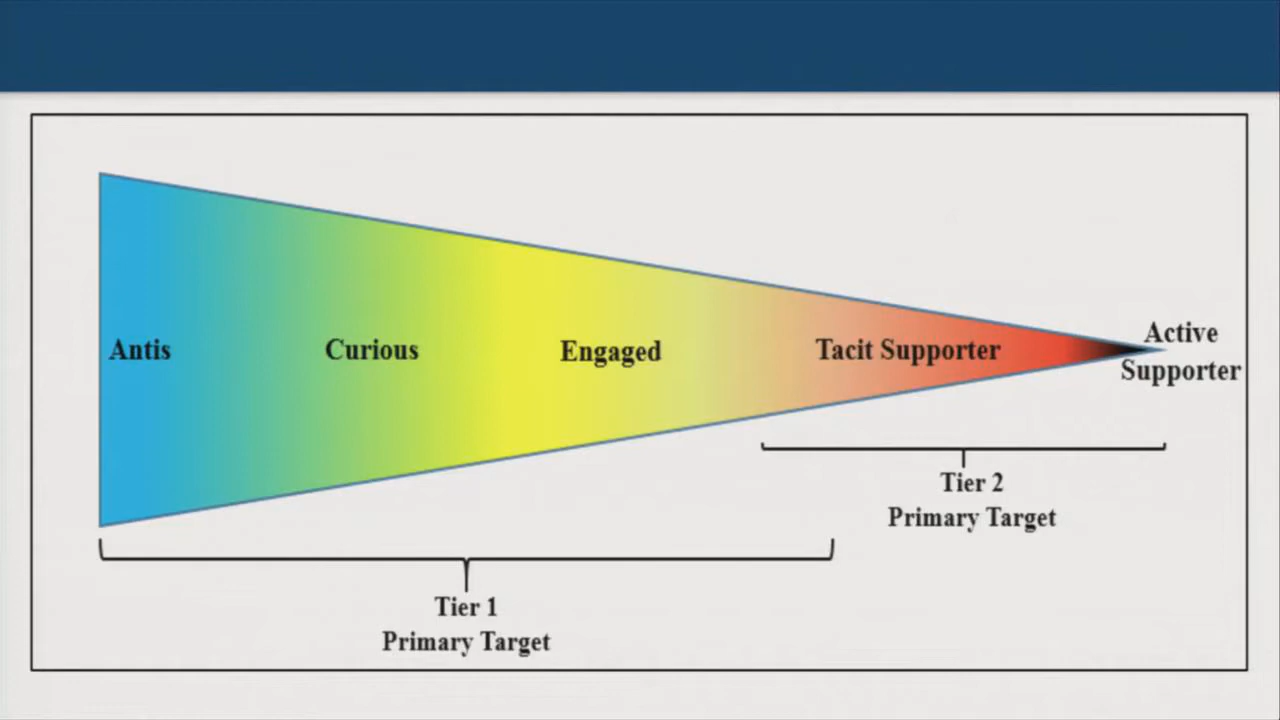 Antis
Curious
Engaged
Tacit Supporter
Active
Supporter
Tier 2
Primary Target
Tier 1
Primary Target